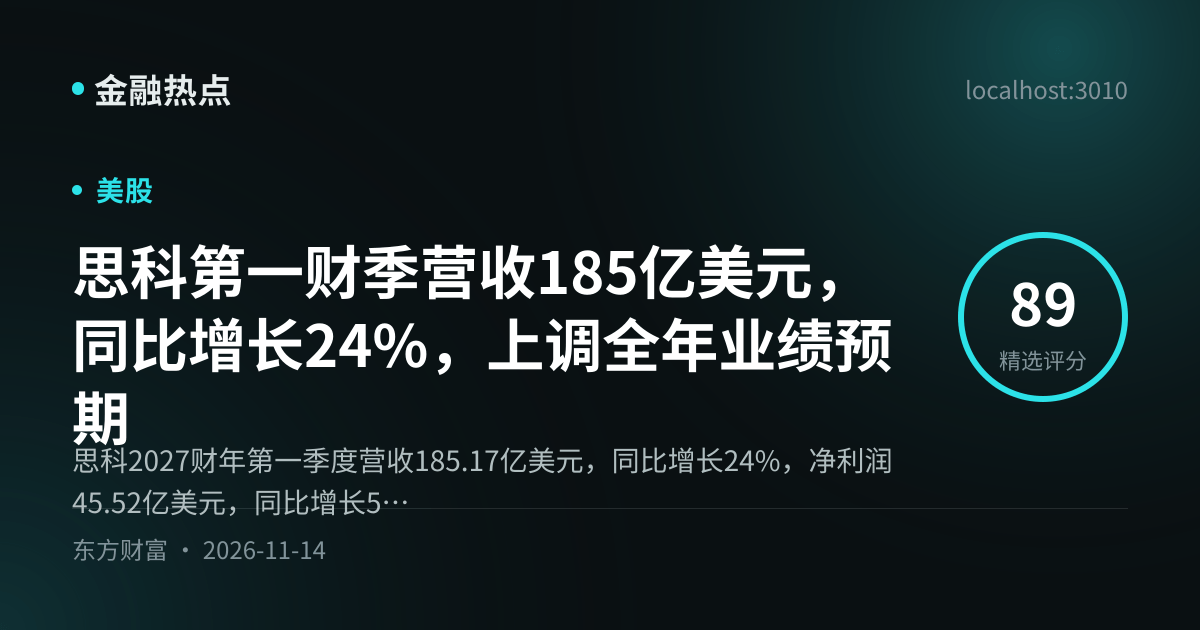 金融热点
localhost:3010
美股
思科第一财季营收185亿美元，
同比增长24%，上调全年业绩预
期
思科2027财年第一季度营收185.17亿美元，同比增长24%，净利润
45.52亿美元，同比增长5…
89
精选评分
东方财富 · 2026-11-14